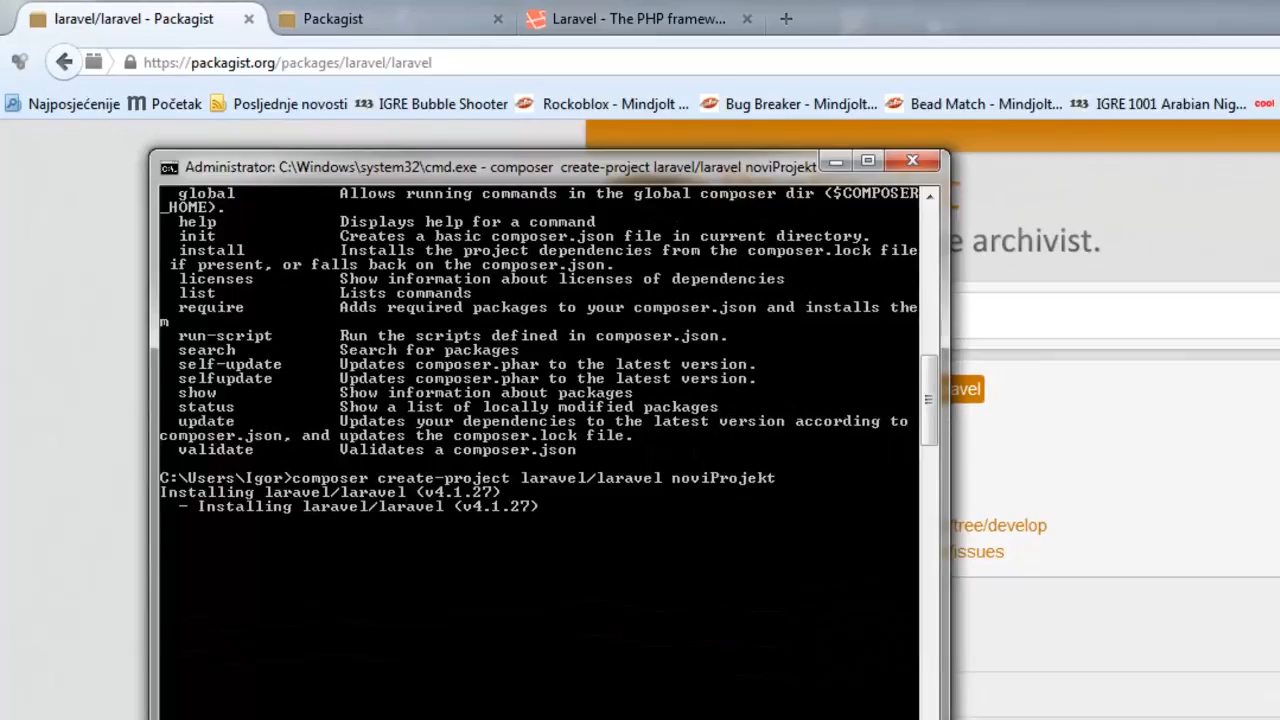 laravel/laravel - Packagist
Packagist
Laravel - The PHP framew...
https://packagist.org/packages/laravel/laravel
Najposjećenije
Početak
Posljednje novosti
123 IGRE Bubble Shooter
Rockoblox - Mindjolt ...
Bug Breaker - Mindjolt...
Bead Match - Mindjolt...
123 IGRE 1001 Arabian Nig...
cool
e archivist.
avel
/tree/develop
/issues
Administrator: C:\Windows\system32\cmd.exe - composer  create-project laravel/laravel noviProjekt
global Allows running commands in the global composer dir ($COMPOSER
_HOME).
help Displays help for a command
init Creates a basic composer.json file in current directory.
install Installs the project dependencies from the composer.lock file
if present, or falls back on the composer.json.
licenses Show information about licenses of dependencies
list Lists commands
require Adds required packages to your composer.json and installs the
m
run-script Run the scripts defined in composer.json.
search Search for packages
self-update Updates composer.phar to the latest version.
selfupdate Updates composer.phar to the latest version.
show Show information about packages
status Show a list of locally modified packages
update Updates your dependencies to the latest version according to
composer.json, and updates the composer.lock file.
validate Validates a composer.json
C:\Users\Igor>composer create-project laravel/laravel noviProjekt
Installing laravel/laravel (v4.1.27)
- Installing laravel/laravel (v4.1.27)